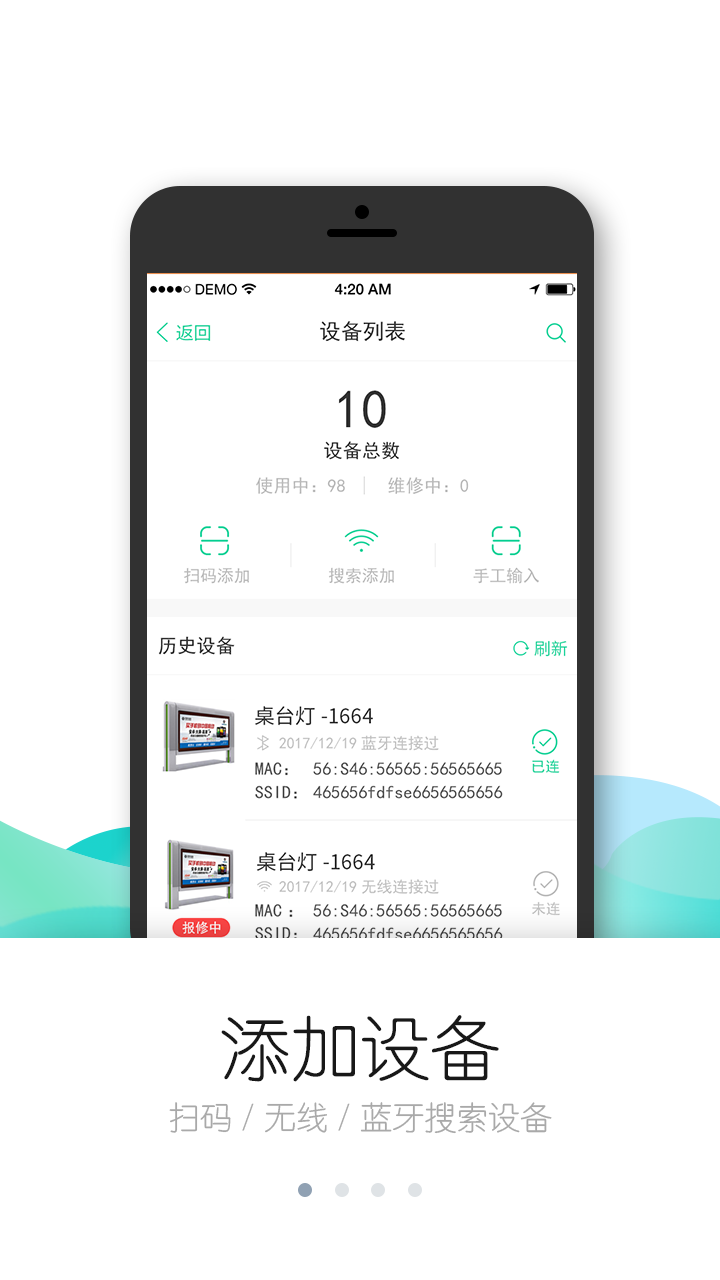 DEMO 4:20 AM
返回 设备列表
10
设备总数
使用中：98 维修中：0
扫码添加 搜索添加 手工输入
历史设备 刷新
桌台灯 -1664
2017/12/19 蓝牙连接过
已连
MAC： 56:S46:56565:56565665
SSID： 465656fdfse6656565656
桌台灯 -1664
2017/12/19 无线连接过
未连
MAC： 56:S46:56565:56565665
报修中
SSID： 465656fdfse6656565656
添加设备
扫码 / 无线 / 蓝牙搜索设备